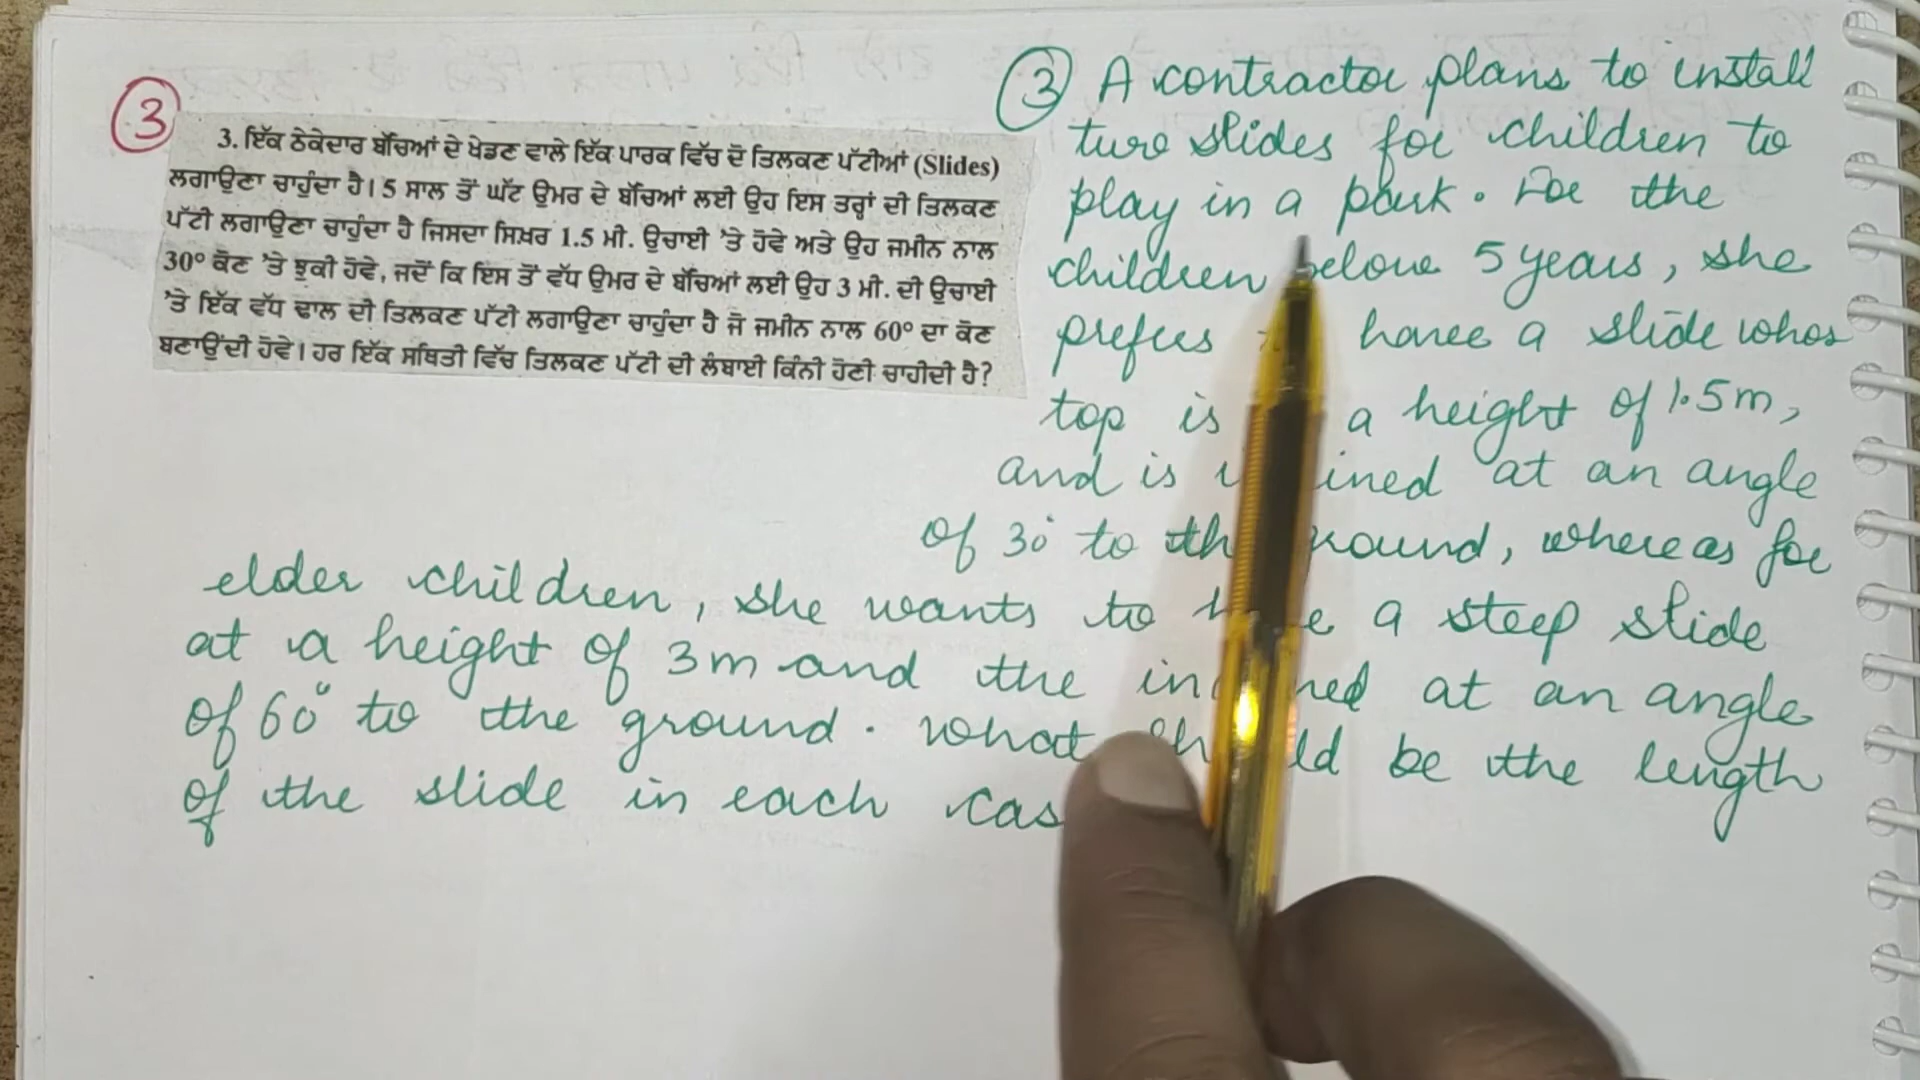 3
3. ਇੱਕ ਠੇਕੇਦਾਰ ਬੱਚਿਆਂ ਦੇ ਖੇਡਣ ਵਾਲੇ ਇੱਕ ਪਾਰਕ ਵਿੱਚ ਦੋ ਤਿਲਕਣ ਪੱਟੀਆਂ (Slides)
ਲਗਾਉਣਾ ਚਾਹੁੰਦਾ ਹੈ। 5 ਸਾਲ ਤੋਂ ਘੱਟ ਉਮਰ ਦੇ ਬੱਚਿਆਂ ਲਈ ਉਹ ਇਸ ਤਰ੍ਹਾਂ ਦੀ ਤਿਲਕਣ
ਪੱਟੀ ਲਗਾਉਣਾ ਚਾਹੁੰਦਾ ਹੈ ਜਿਸਦਾ ਸਿਖ਼ਰ 1.5 ਮੀ. ਉਚਾਈ 'ਤੇ ਹੋਵੇ ਅਤੇ ਉਹ ਜਮੀਨ ਨਾਲ
30° ਕੋਣ 'ਤੇ ਝੁਕੀ ਹੋਵੇ, ਜਦੋਂ ਕਿ ਇਸ ਤੋਂ ਵੱਧ ਉਮਰ ਦੇ ਬੱਚਿਆਂ ਲਈ ਉਹ 3 ਮੀ. ਦੀ ਉਚਾਈ
'ਤੇ ਇੱਕ ਵੱਧ ਢਾਲ ਦੀ ਤਿਲਕਣ ਪੱਟੀ ਲਗਾਉਣਾ ਚਾਹੁੰਦਾ ਹੈ ਜੋ ਜਮੀਨ ਨਾਲ 60° ਦਾ ਕੋਣ
ਬਣਾਉਂਦੀ ਹੋਵੇ। ਹਰ ਇੱਕ ਸਥਿਤੀ ਵਿੱਚ ਤਿਲਕਣ ਪੱਟੀ ਦੀ ਲੰਬਾਈ ਕਿੰਨੀ ਹੋਣੀ ਚਾਹੀਦੀ ਹੈ?
3 A contractor plans to install
two slides for children to
play in a park. For the
children below 5 years, she
prefers have a slide whos
top is a height of 1.5m,
and is at an angle
of 30° to , whereas for
elder children, she wants to a steep slide
at a height of 3m and the at an angle
of 60° to the ground. what be the length
of the slide in each